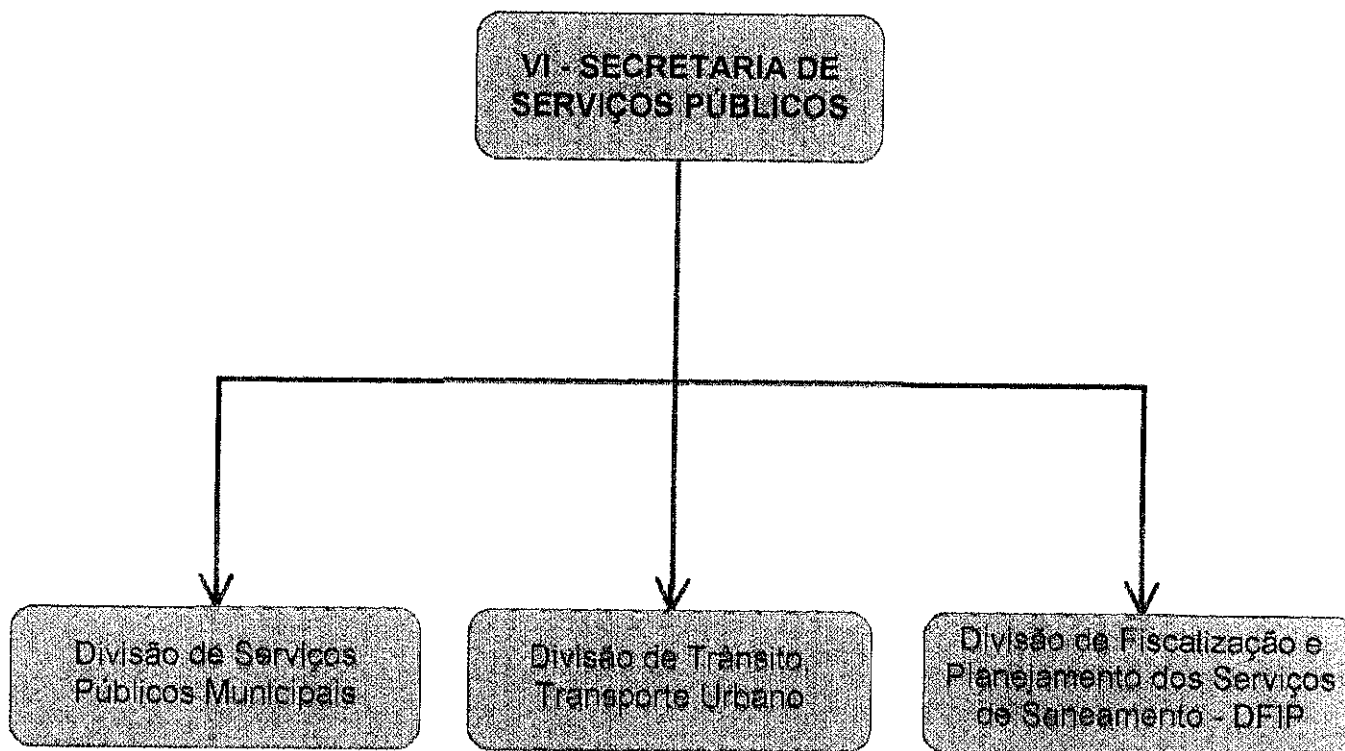 VI - SECRETARIA DE
SERVIÇOS PÚBLICOS
Divisão de Serviços
Públicos Municipais
Divisão de Trânsito,
Transporte Urbano
Divisão de Fiscalização e
Planejamento dos Serviços
de Saneamento - DFIP